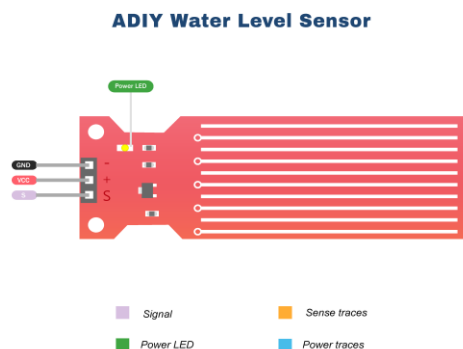 ADIY Water Level Sensor
Power LED
GND -
VCC +
S S
Signal Sense traces
Power LED Power traces